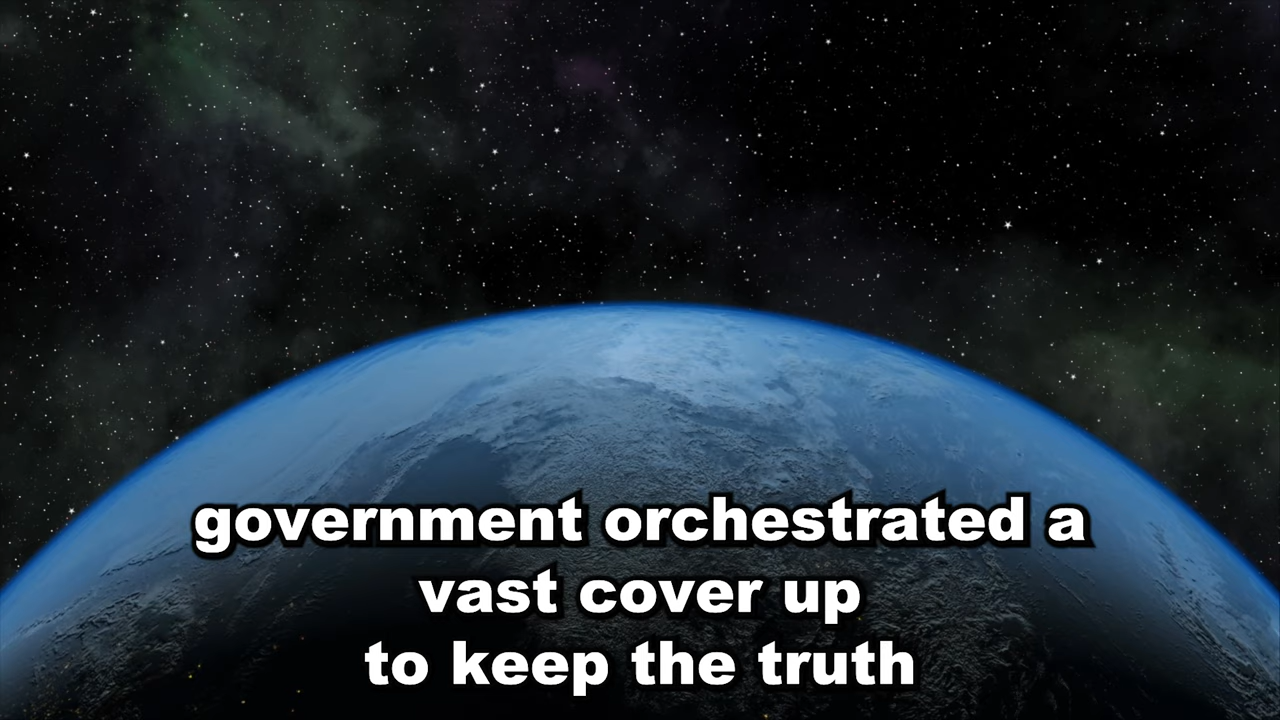 government orchestrated a
vast cover up
to keep the truth